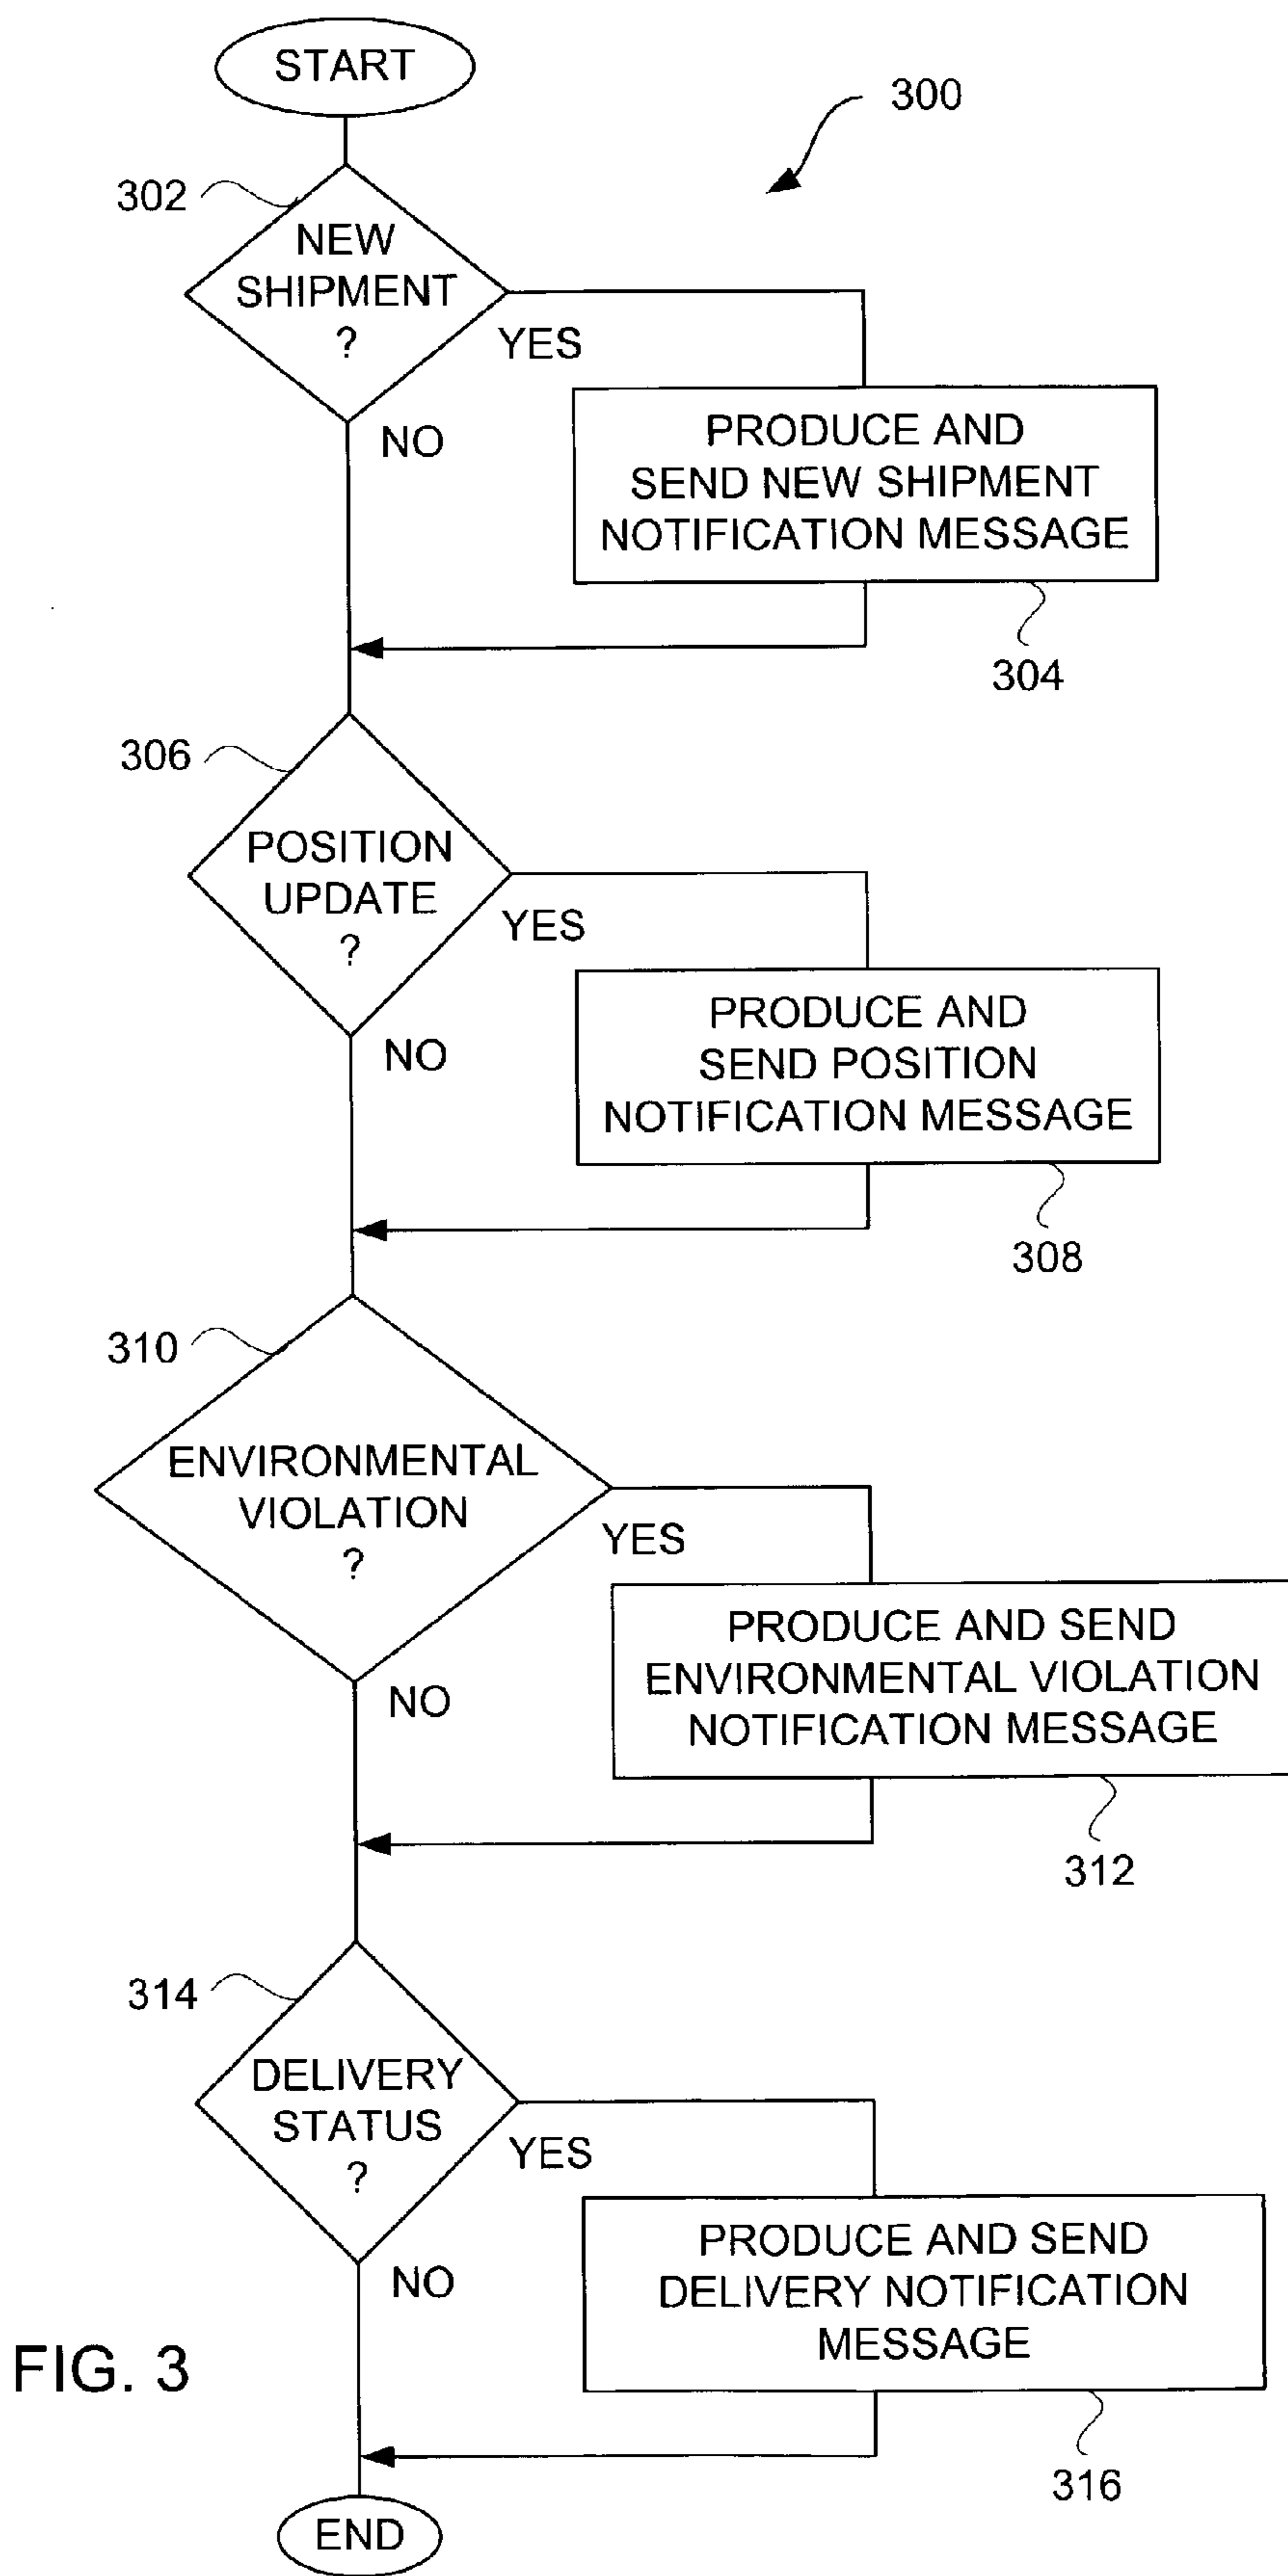 START
300
302
NEW
SHIPMENT
?
YES
NO
PRODUCE AND
SEND NEW SHIPMENT
NOTIFICATION MESSAGE
304
306
POSITION
UPDATE
?
YES
NO
PRODUCE AND
SEND POSITION
NOTIFICATION MESSAGE
308
310
ENVIRONMENTAL
VIOLATION
?
YES
NO
PRODUCE AND SEND
ENVIRONMENTAL VIOLATION
NOTIFICATION MESSAGE
312
314
DELIVERY
STATUS
?
YES
NO
PRODUCE AND SEND
DELIVERY NOTIFICATION
MESSAGE
316
FIG. 3
END